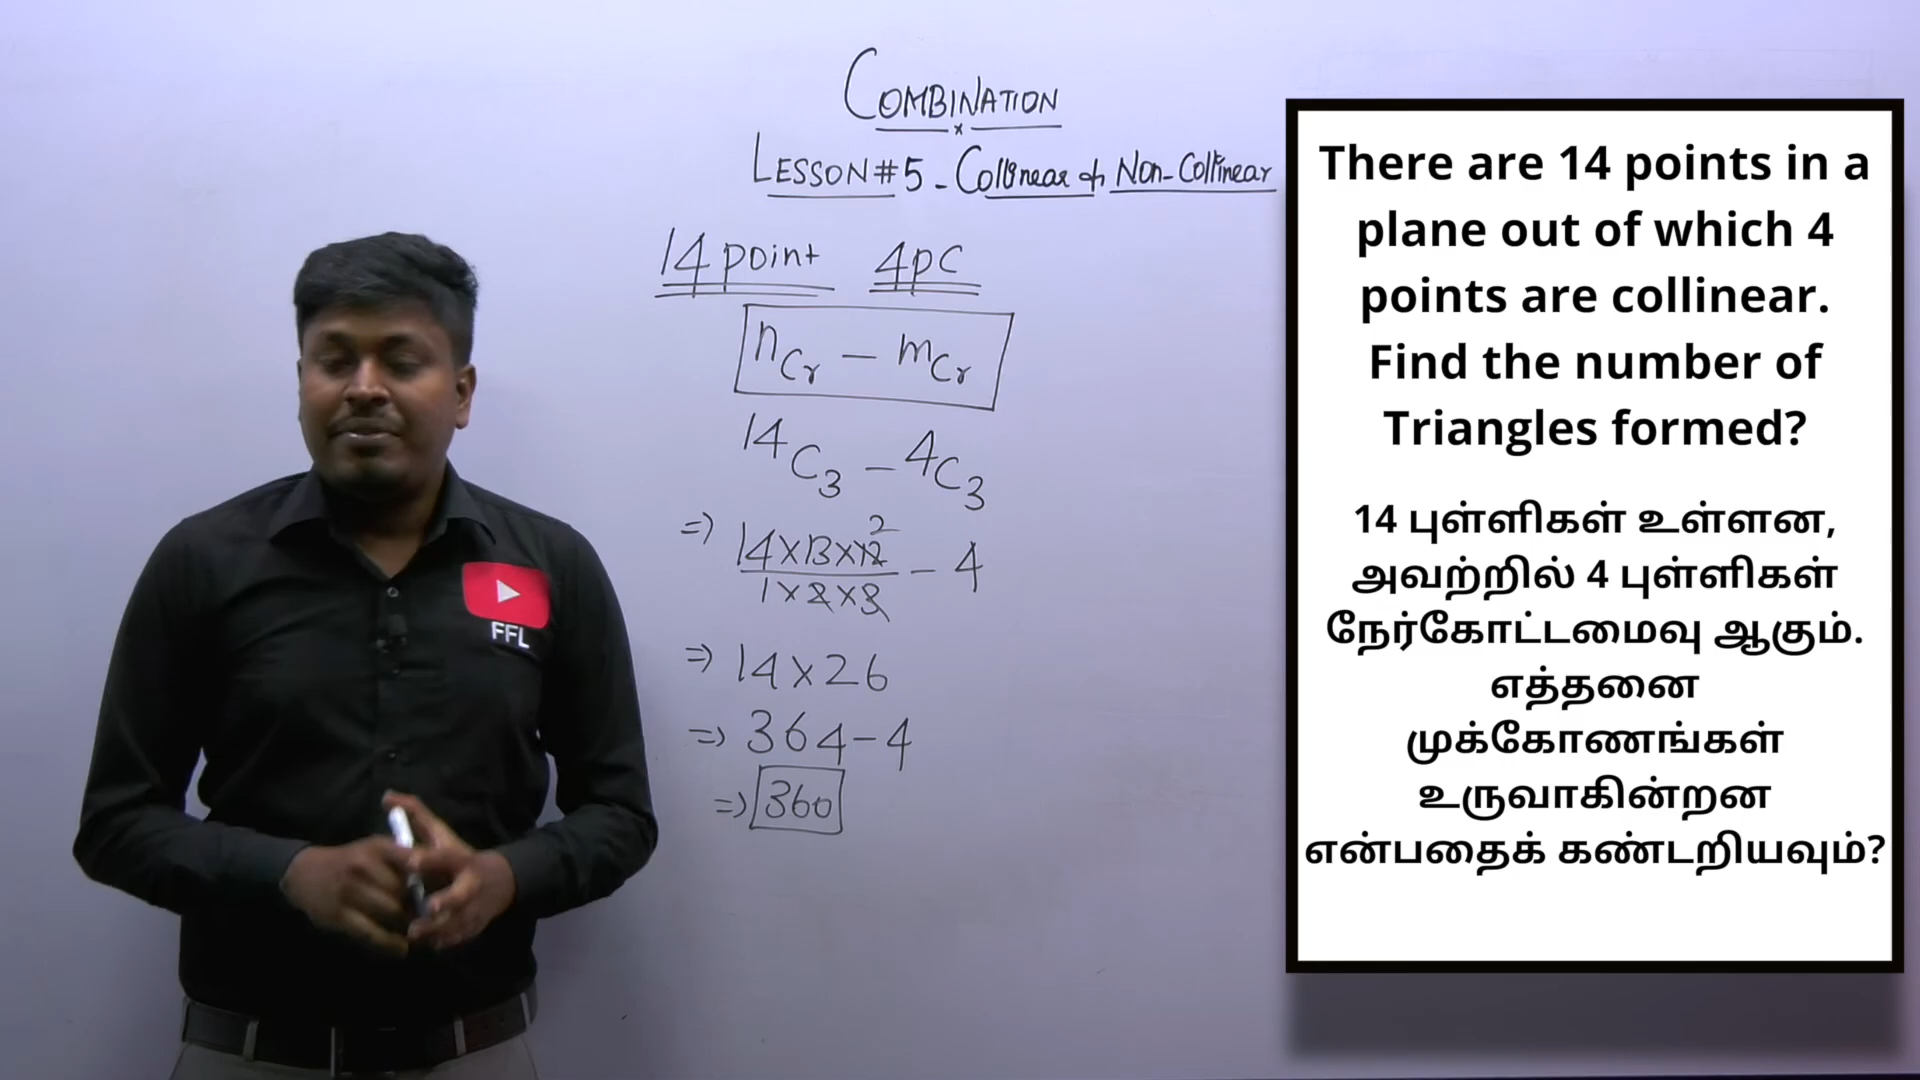 COMBINATION
LESSON # 5 - Collinear & Non-Collinear
14 point 4pc
nCr – mCr
14C3 – 4C3
=> 14×13×12 2
1×2×3 – 4
=> 14×26
=> 364–4
=> 360
FFL
There are 14 points in a
plane out of which 4
points are collinear.
Find the number of
Triangles formed?
14 புள்ளிகள் உள்ளன,
அவற்றில் 4 புள்ளிகள்
நேர்கோட்டமைவு ஆகும்.
எத்தனை
முக்கோணங்கள்
உருவாகின்றன
என்பதைக் கண்டறியவும்?